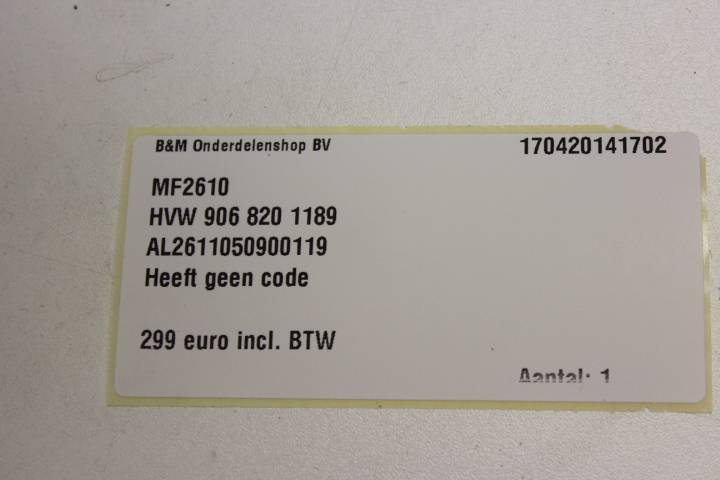 B&M Onderdelenshop BV
170420141702
MF2610
HVW 906 820 1189
AL2611050900119
Heeft geen code
299 euro incl. BTW
Aantal: 1